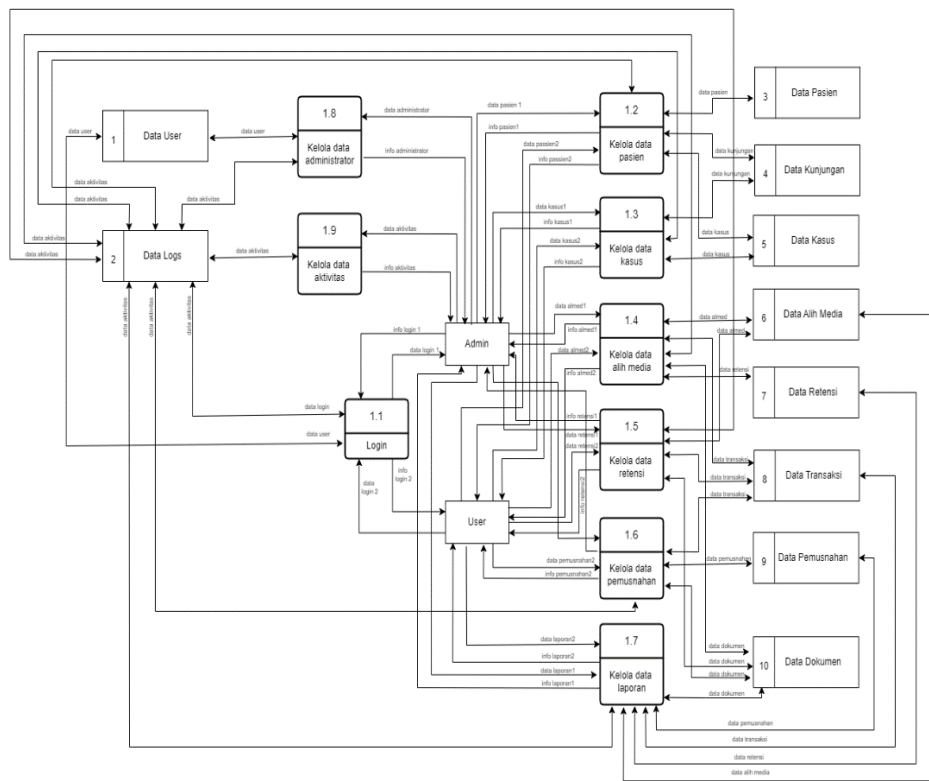 data user
1 Data User
data user
1.8
Kelola data
administrator
data administrator
info administrator
data aktivitas
data aktivitas
data aktivitas
data aktivitas
data aktivitas
2 Data Logs
data aktivitas
1.9
Kelola data
aktivitas
data aktivitas
info aktivitas
data pasien 1
info pasien1
data passien2
info pasien2
1.2
Kelola data
pasien
data pasien
3 Data Pasien
data kunjungan
data kunjungan
4 Data Kunjungan
data kasus1
info kasus1
data kasus2
info kasus2
1.3
Kelola data
kasus
data kasus
data kasus
5 Data Kasus
data almed1
info almed1
data almed2
info almed2
1.4
Kelola data
alih media
data almed
data almed
6 Data Alih Media
data retensi
7 Data Retensi
info login 1
data login 1
Admin
data aktivitas
data aktivitas
data login
data user
1.1
Login
data
login 2
info
login 2
info retensi1
data retensi1
data retensi2
info retensi2
1.5
Kelola data
retensi
data transaksi
data transaksi
data transaksi
8 Data Transaksi
User
1.6
Kelola data
pemusnahan
data pemusnahan2
info pemusnahan2
data pemusnahan
9 Data Pemusnahan
data laporan2
info laporan2
data laporan1
info laporan1
1.7
Kelola data
laporan
data dokumen
data dokumen
data dokumen
data dokumen
10 Data Dokumen
data pemusnahan
data transaksi
data retensi
data alih media